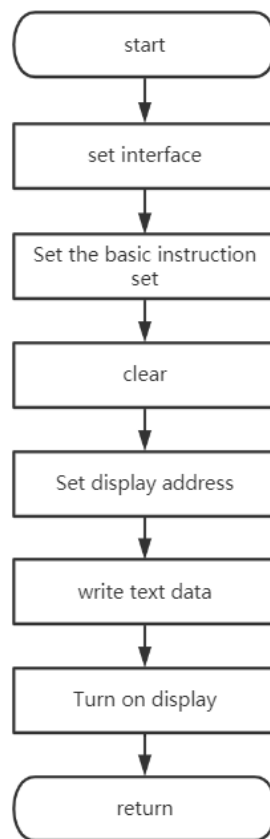 start
set interface
Set the basic instruction
set
clear
Set display address
write text data
Turn on display
return